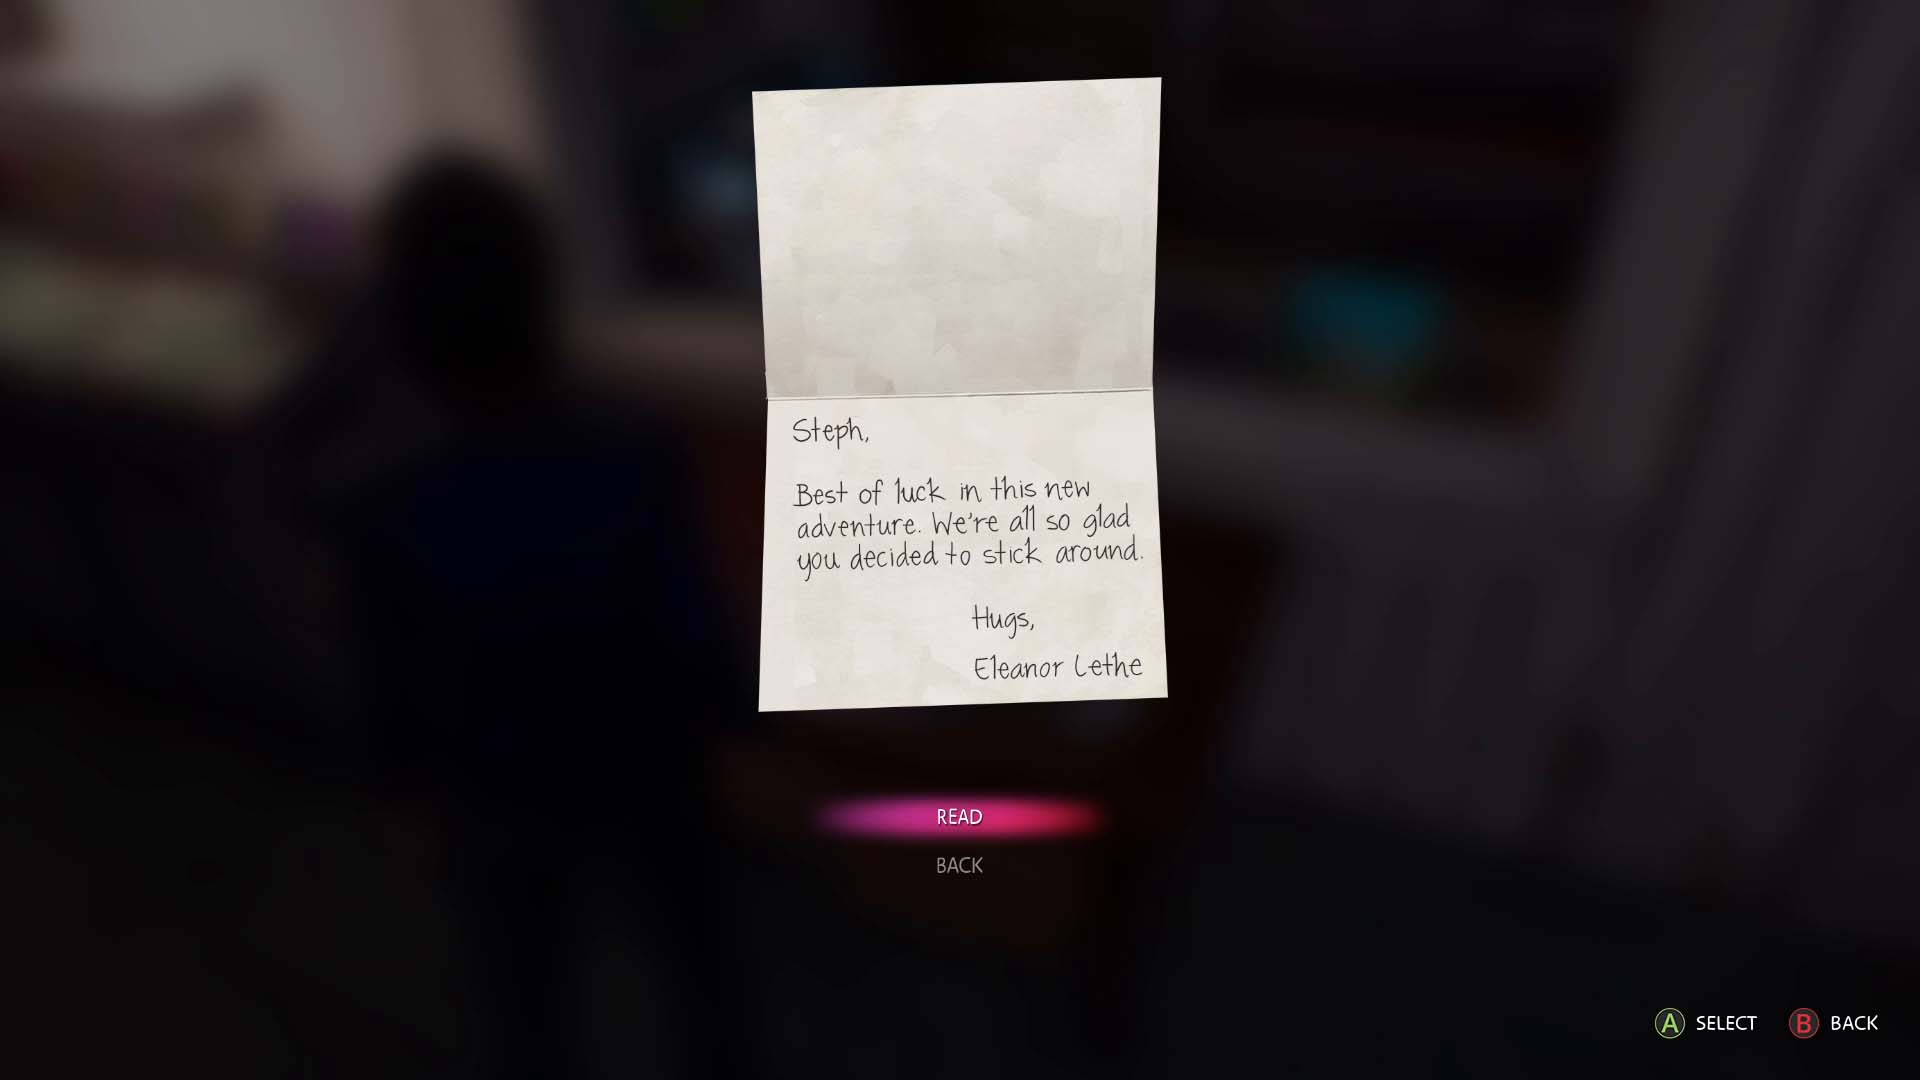 Steph,
Best of luck in this new
adventure. We're all so glad
you decided to stick around.
Hugs,
Eleanor Lethe
READ
BACK
A SELECT B BACK